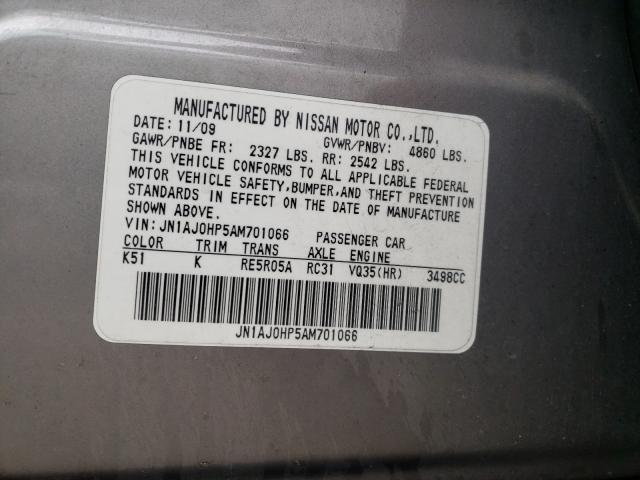 MANUFACTURED BY NISSAN MOTOR CO.,LTD.
DATE: 11/09 GVWR/PNBV: 4860 LBS.
GAWR/PNBE FR: 2327 LBS. RR: 2542 LBS.
THIS VEHICLE CONFORMS TO ALL APPLICABLE FEDERAL
MOTOR VEHICLE SAFETY,BUMPER,AND THEFT PREVENTION
STANDARDS IN EFFECT ON THE DATE OF MANUFACTURE
SHOWN ABOVE.
VIN: JN1AJ0HP5AM701066 PASSENGER CAR
COLOR TRIM TRANS AXLE ENGINE
K51 K RE5R05A RC31 VQ35(HR) 3498CC
JN1AJ0HP5AM701066